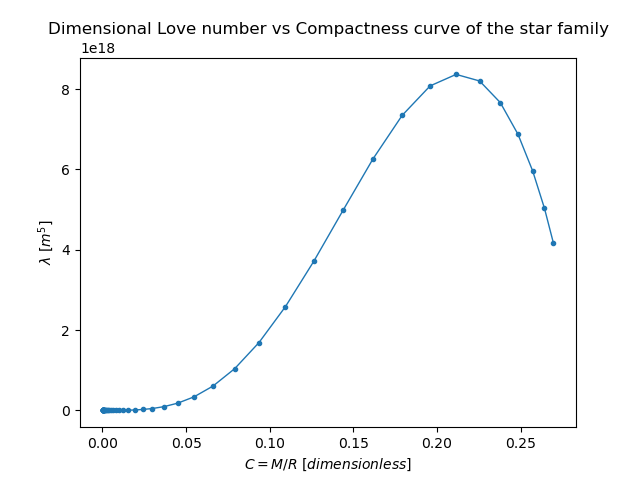 Dimensional Love number vs Compactness curve of the star family
1e18
8
6
4
2
0
λ [m⁵]
0.00 0.05 0.10 0.15 0.20 0.25
C = M/R [dimensionless]